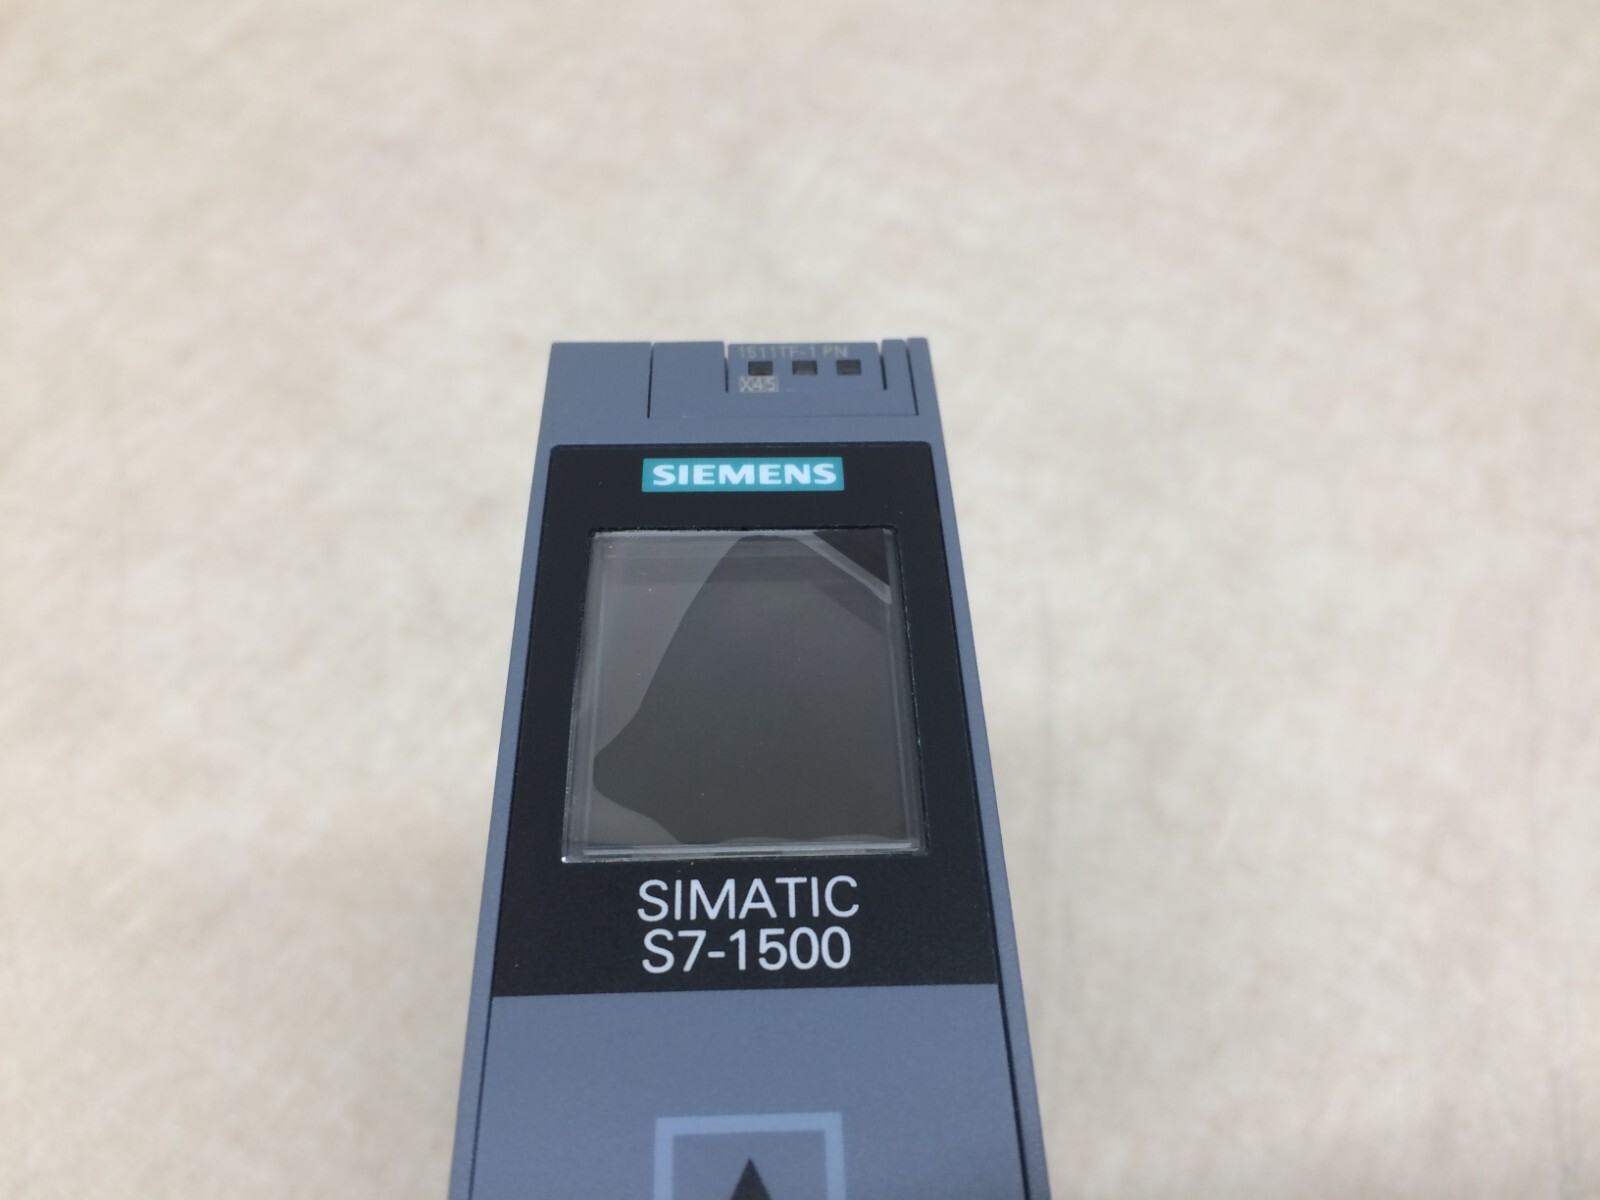 1511TF-1 PN
X45
SIEMENS
SIMATIC
S7-1500